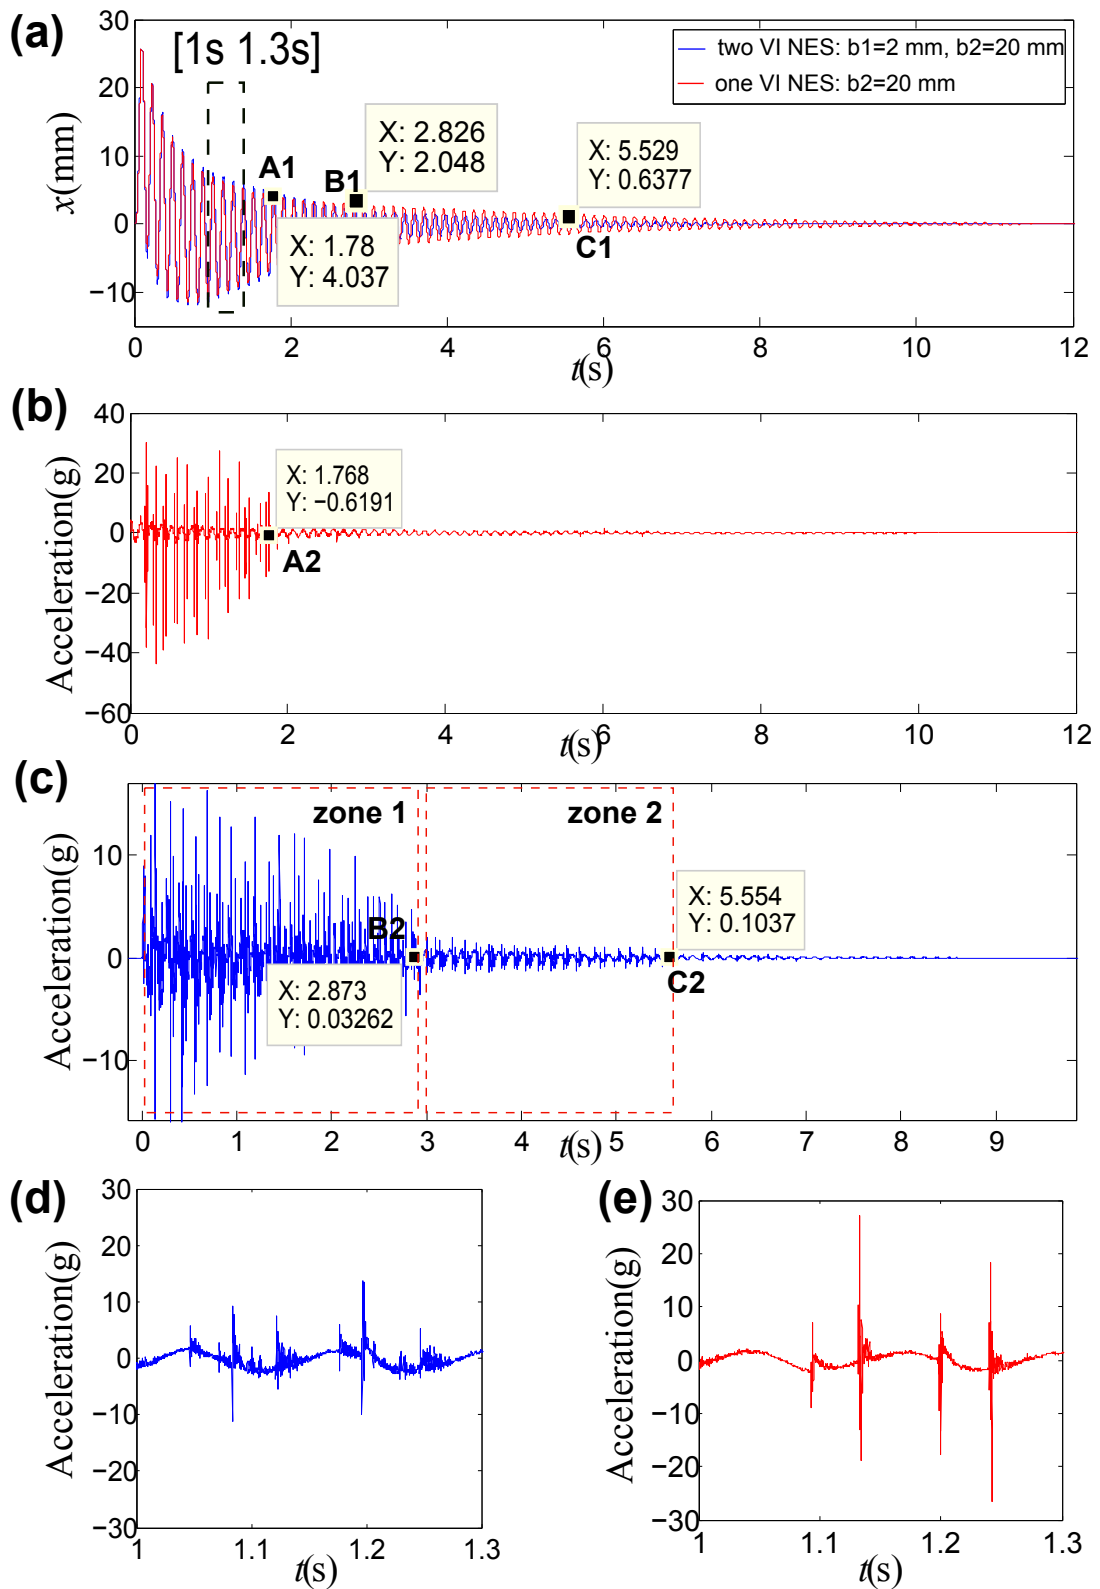 (a)
30
20
10
0
−10
x(mm)
[1s 1.3s]
two VI NES: b1=2 mm, b2=20 mm
one VI NES: b2=20 mm
A1
X: 1.78
Y: 4.037
B1
X: 2.826
Y: 2.048
X: 5.529
Y: 0.6377
C1
0 2 4 6 8 10 12
t(s)
(b)
40
20
0
−20
−40
−60
Acceleration(g)
X: 1.768
Y: −0.6191
A2
0 2 4 6 8 10 12
t(s)
(c)
10
0
−10
Acceleration(g)
zone 1
zone 2
B2
X: 2.873
Y: 0.03262
X: 5.554
Y: 0.1037
C2
0 1 2 3 4 5 6 7 8 9
t(s)
(d)
30
20
10
0
−10
−20
−30
Acceleration(g)
1 1.1 1.2 1.3
t(s)
(e)
30
20
10
0
−10
−20
−30
Acceleration(g)
1 1.1 1.2 1.3
t(s)